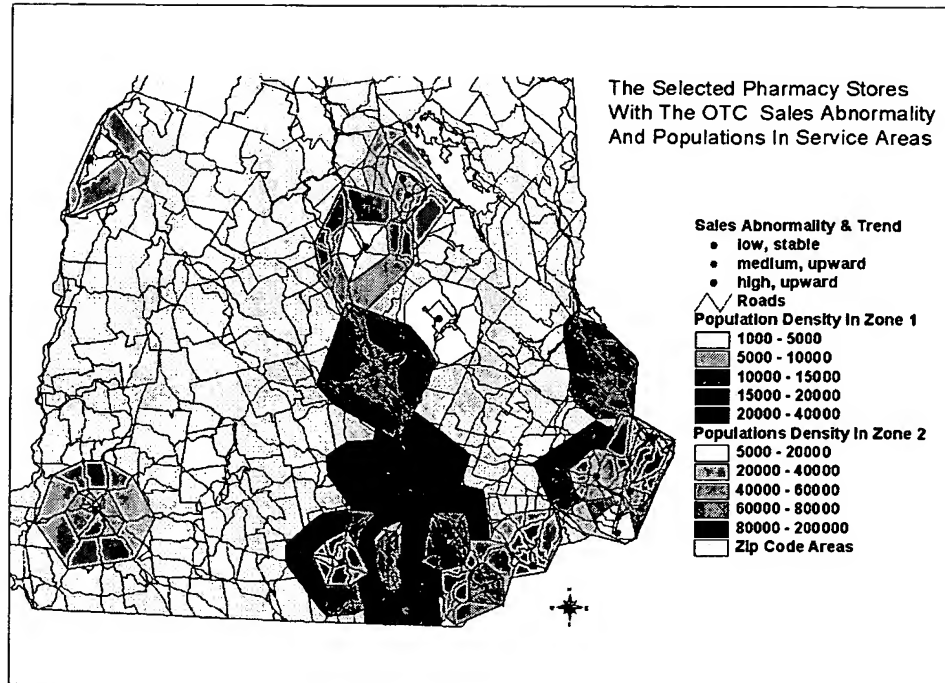 The Selected Pharmacy Stores
With The OTC Sales Abnormality
And Populations In Service Areas
Sales Abnormality & Trend
low, stable
medium, upward
high, upward
Roads
Population Density In Zone 1
1000 - 5000
5000 - 10000
10000 - 15000
15000 - 20000
20000 - 40000
Populations Density In Zone 2
5000 - 20000
20000 - 40000
40000 - 60000
60000 - 80000
80000 - 200000
Zip Code Areas